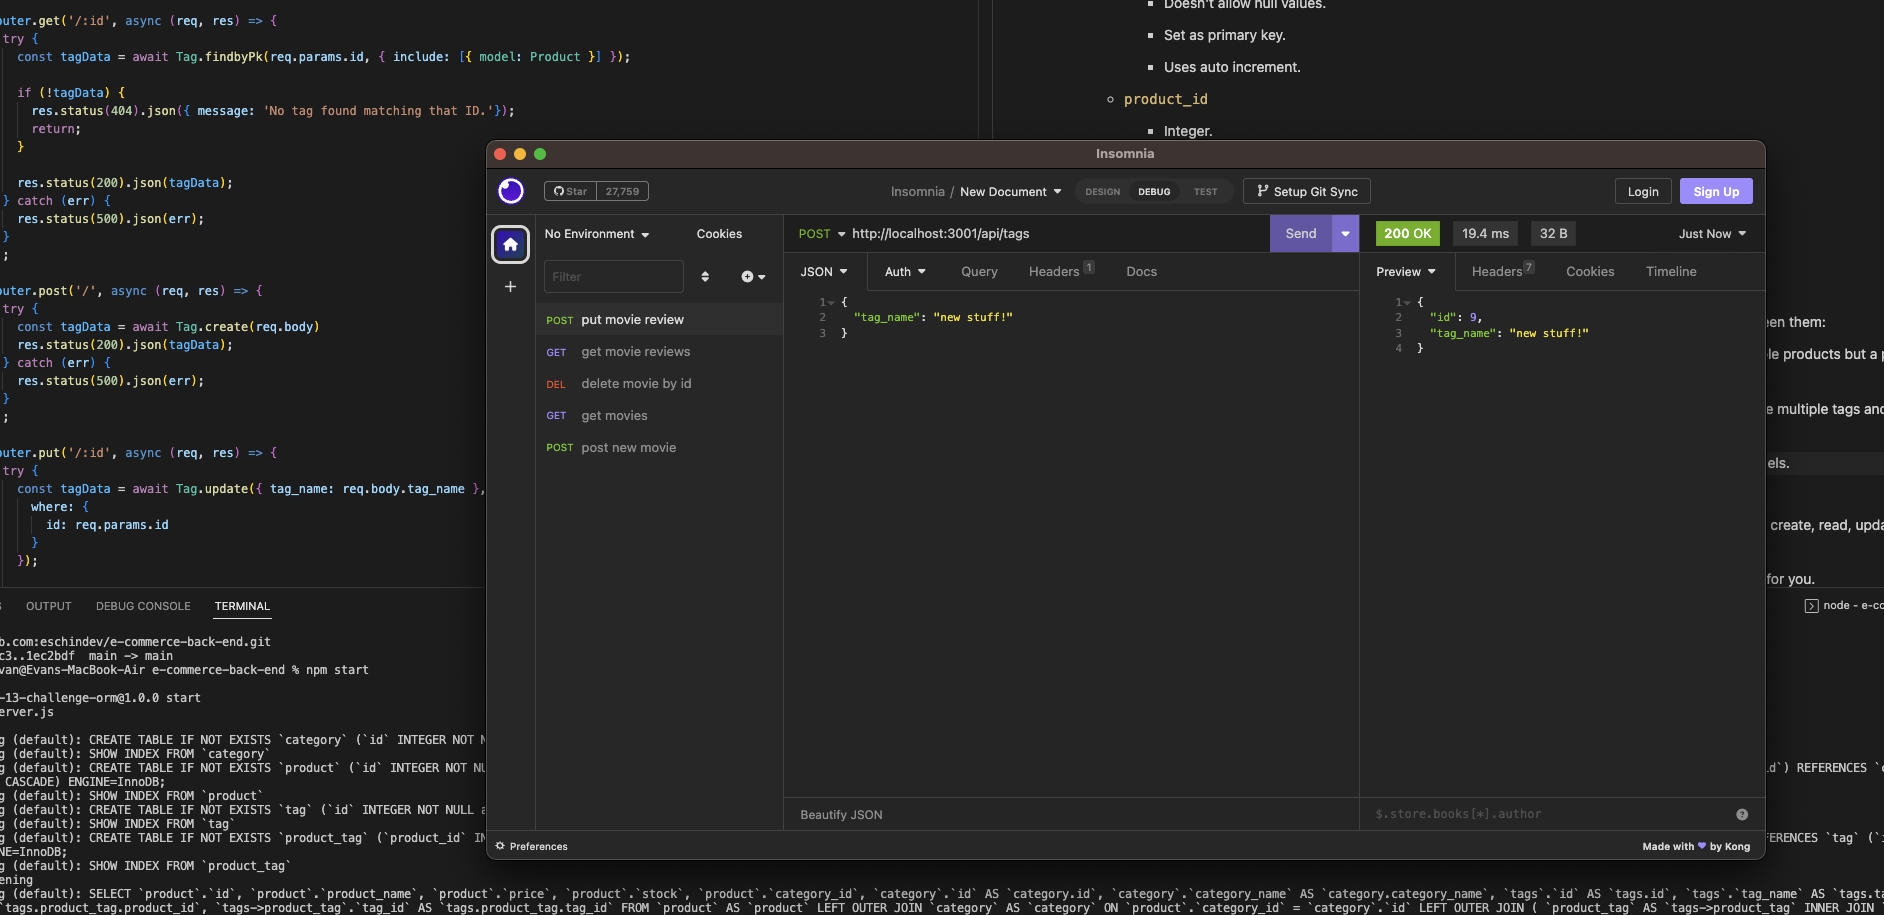 outer.get('/:id', async (req, res) => {
try {
const tagData = await Tag.findbyPk(req.params.id, { include: [{ model: Product }] });
if (!tagData) {
res.status(404).json({ message: 'No tag found matching that ID.'});
return;
}
res.status(200).json(tagData);
} catch (err) {
res.status(500).json(err);
}
;
outer.post('/', async (req, res) => {
try {
const tagData = await Tag.create(req.body)
res.status(200).json(tagData);
} catch (err) {
res.status(500).json(err);
}
;
outer.put('/:id', async (req, res) => {
try {
const tagData = await Tag.update({ tag_name: req.body.tag_name },
where: {
id: req.params.id
}
});
Doesn't allow null values.
Set as primary key.
Uses auto increment.
product_id
Integer.
een them:
le products but a p
e multiple tags and
els.
create, read, upda
for you.
Insomnia
Star 27,759
Insomnia / New Document
DESIGN DEBUG TEST
Setup Git Sync
Login Sign Up
No Environment Cookies
Filter
POST put movie review
GET get movie reviews
DEL delete movie by id
GET get movies
POST post new movie
POST http://localhost:3001/api/tags Send
JSON Auth Query Headers 1 Docs
1 {
2 "tag_name": "new stuff!"
3 }
Beautify JSON
200 OK 19.4 ms 32 B Just Now
Preview Headers 7 Cookies Timeline
1 {
2 "id": 9,
3 "tag_name": "new stuff!"
4 }
$.store.books[*].author
Preferences
Made with ❤ by Kong
S OUTPUT DEBUG CONSOLE TERMINAL
node - e-co
b.com:eschindev/e-commerce-back-end.git
c3..1ec2bdf main -> main
van@Evans-MacBook-Air e-commerce-back-end % npm start
-13-challenge-orm@1.0.0 start
erver.js
g (default): CREATE TABLE IF NOT EXISTS `category` (`id` INTEGER NOT N
g (default): SHOW INDEX FROM `category`
g (default): CREATE TABLE IF NOT EXISTS `product` (`id` INTEGER NOT NU
id`) REFERENCES `c
CASCADE) ENGINE=InnoDB;
g (default): SHOW INDEX FROM `product`
g (default): CREATE TABLE IF NOT EXISTS `tag` (`id` INTEGER NOT NULL a
g (default): SHOW INDEX FROM `tag`
g (default): CREATE TABLE IF NOT EXISTS `product_tag` (`product_id` IN
FERENCES `tag` (`i
NE=InnoDB;
g (default): SHOW INDEX FROM `product_tag`
ening
g (default): SELECT `product`.`id`, `product`.`product_name`, `product`.`price`, `product`.`stock`, `product`.`category_id`, `category`.`id` AS `category.id`, `category`.`category_name` AS `category.category_name`, `tags`.`id` AS `tags.id`, `tags`.`tag_name` AS `tags.ta
`tags.product_tag.product_id`, `tags->product_tag`.`tag_id` AS `tags.product_tag.tag_id` FROM `product` AS `product` LEFT OUTER JOIN `category` AS `category` ON `product`.`category_id` = `category`.`id` LEFT OUTER JOIN ( `product_tag` AS `tags->product_tag` INNER JOIN `